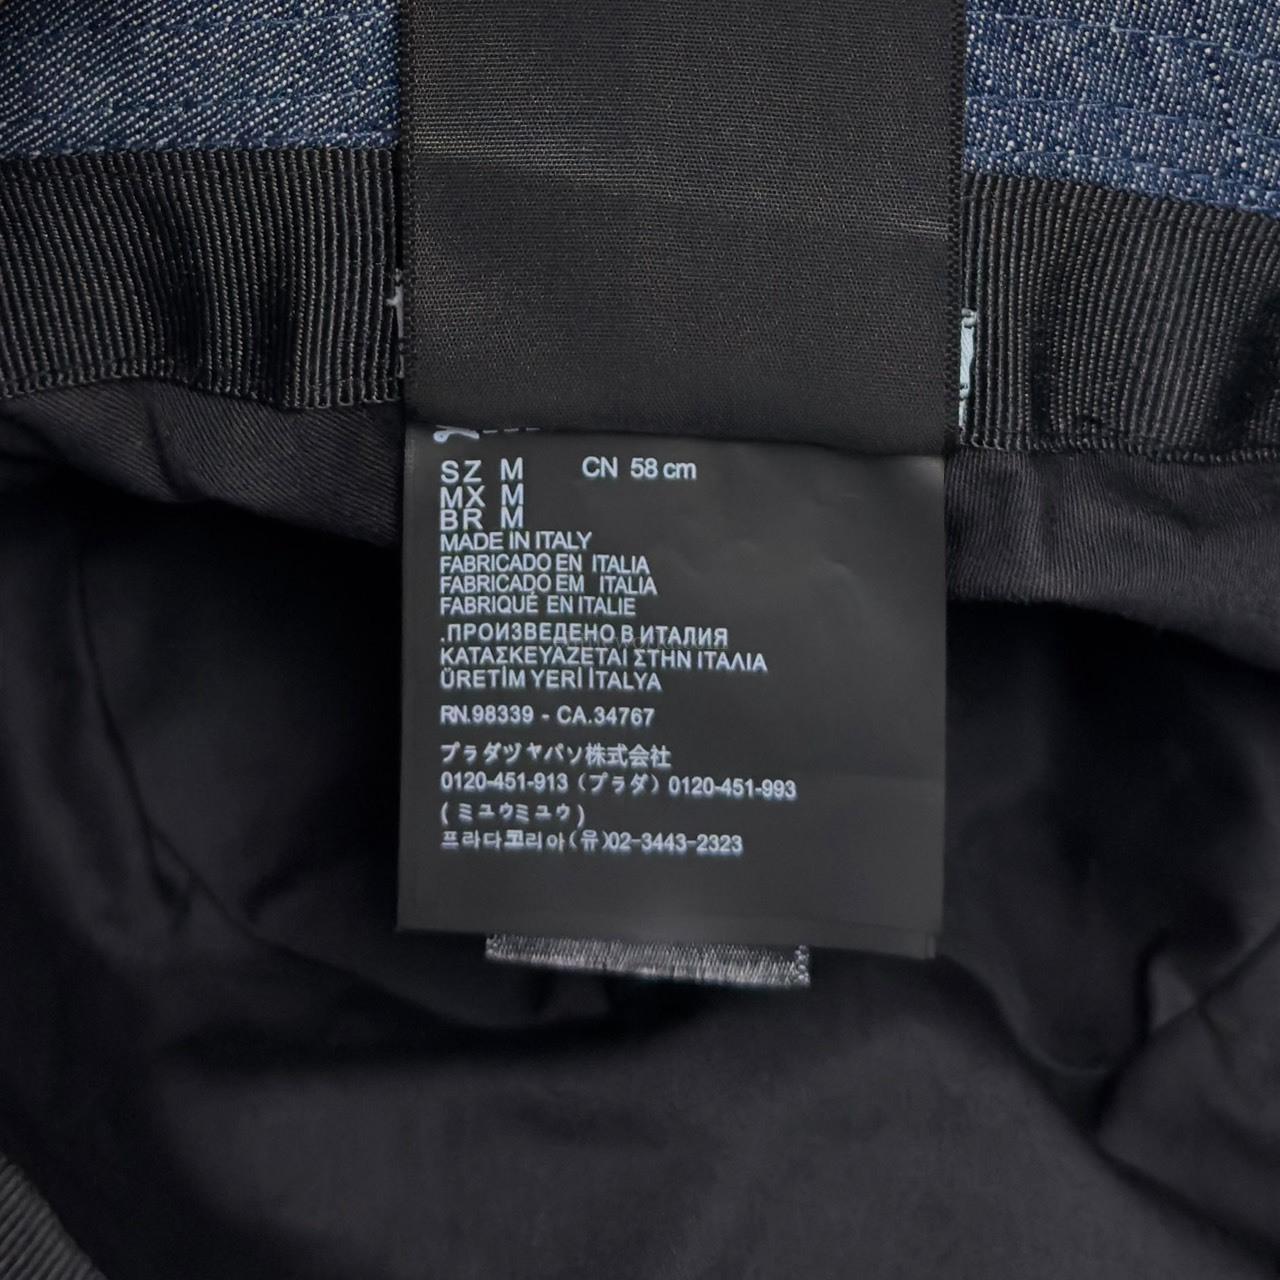 SZ M CN 58 cm
MX M
BR M
MADE IN ITALY
FABRICADO EN ITALIA
FABRICADO EM ITALIA
FABRIQUÉ EN ITALIE
.ПРОИЗВЕДЕНО В ИТАЛИЯ
ΚΑΤΑΣΚΕΥΑΖΕΤΑΙ ΣΤΗΝ ΙΤΑΛΙΑ
ÜRETİM YERİ İTALYA
RN.98339 - CA.34767
プラダヅヤパソ株式会社
0120-451-913 (プラダ) 0120-451-993
(ミュウミュウ)
프라다코리아(유)02-3443-2323